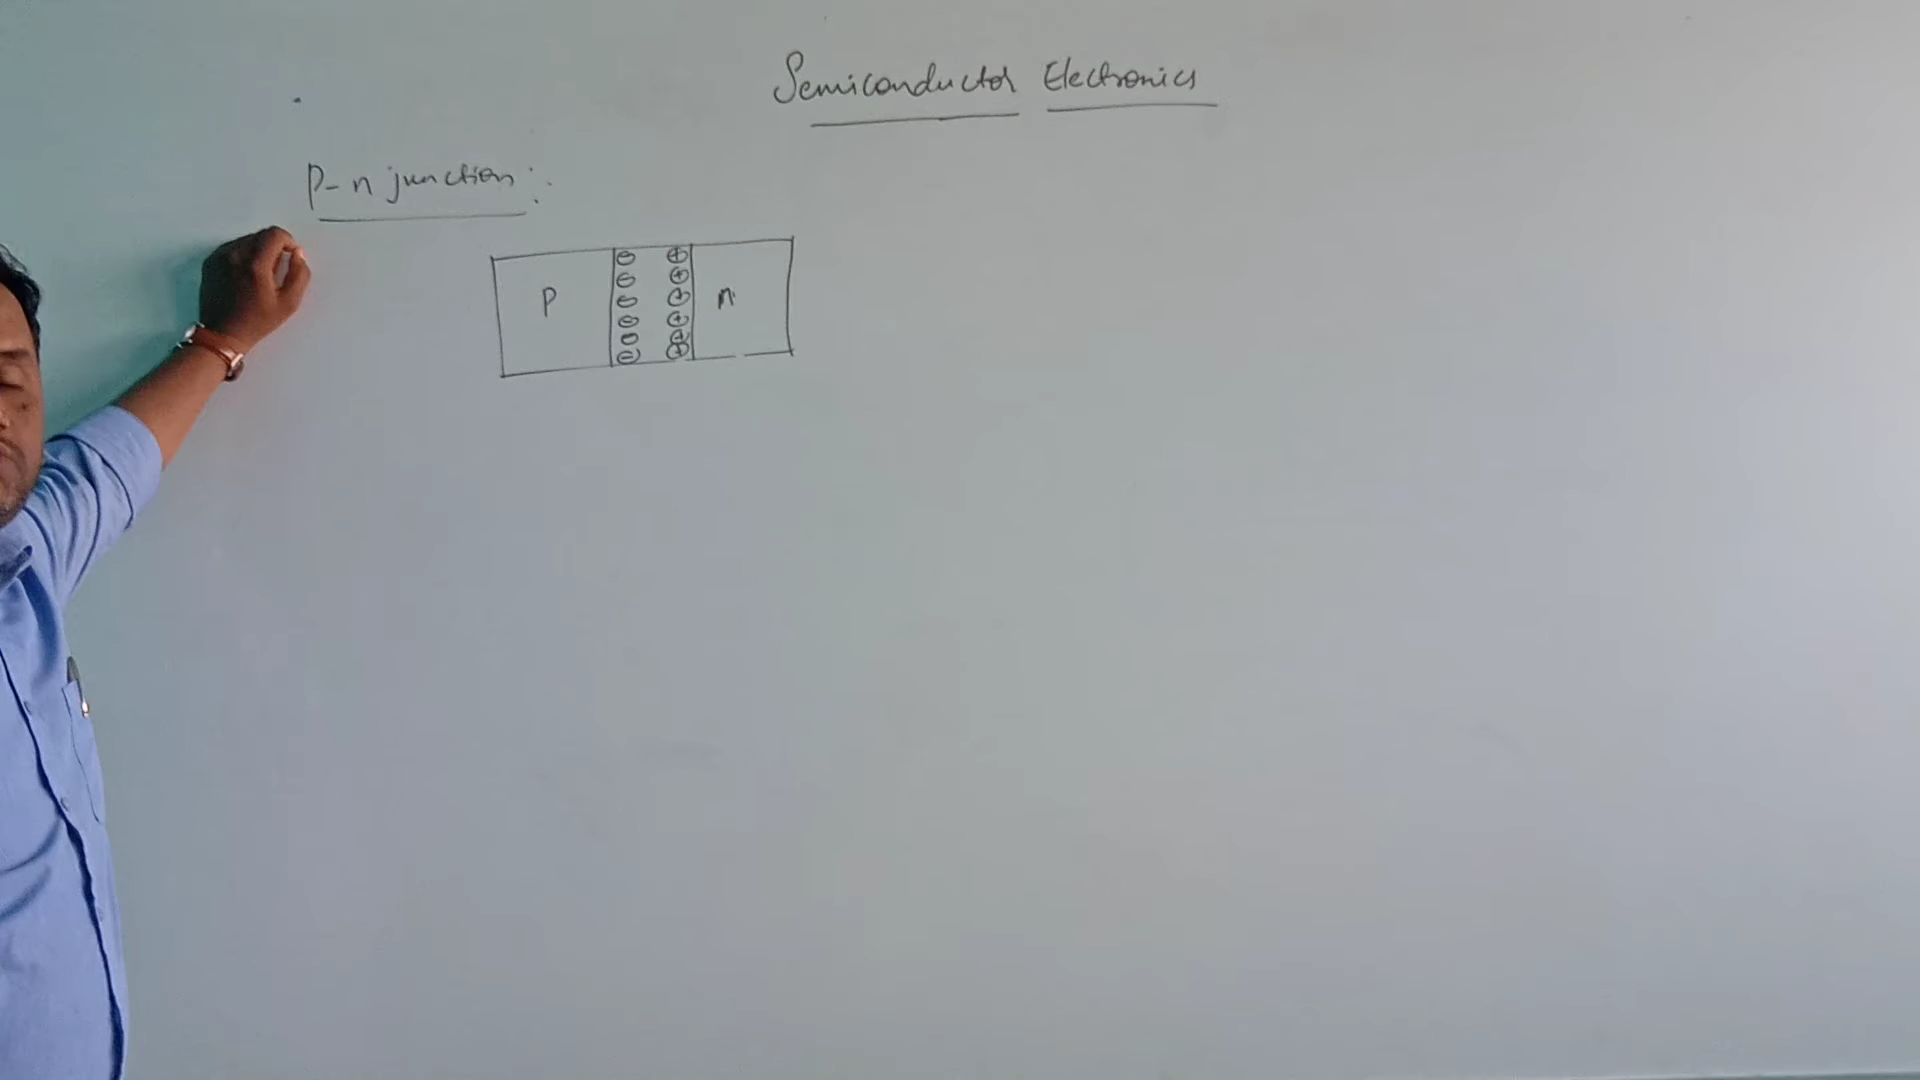 Semiconductor Electronics
P-n junction:
⊖ ⊕
⊖ ⊕
P ⊖ ⊕ n
⊖ ⊕
⊖ ⊕
⊖ ⊕